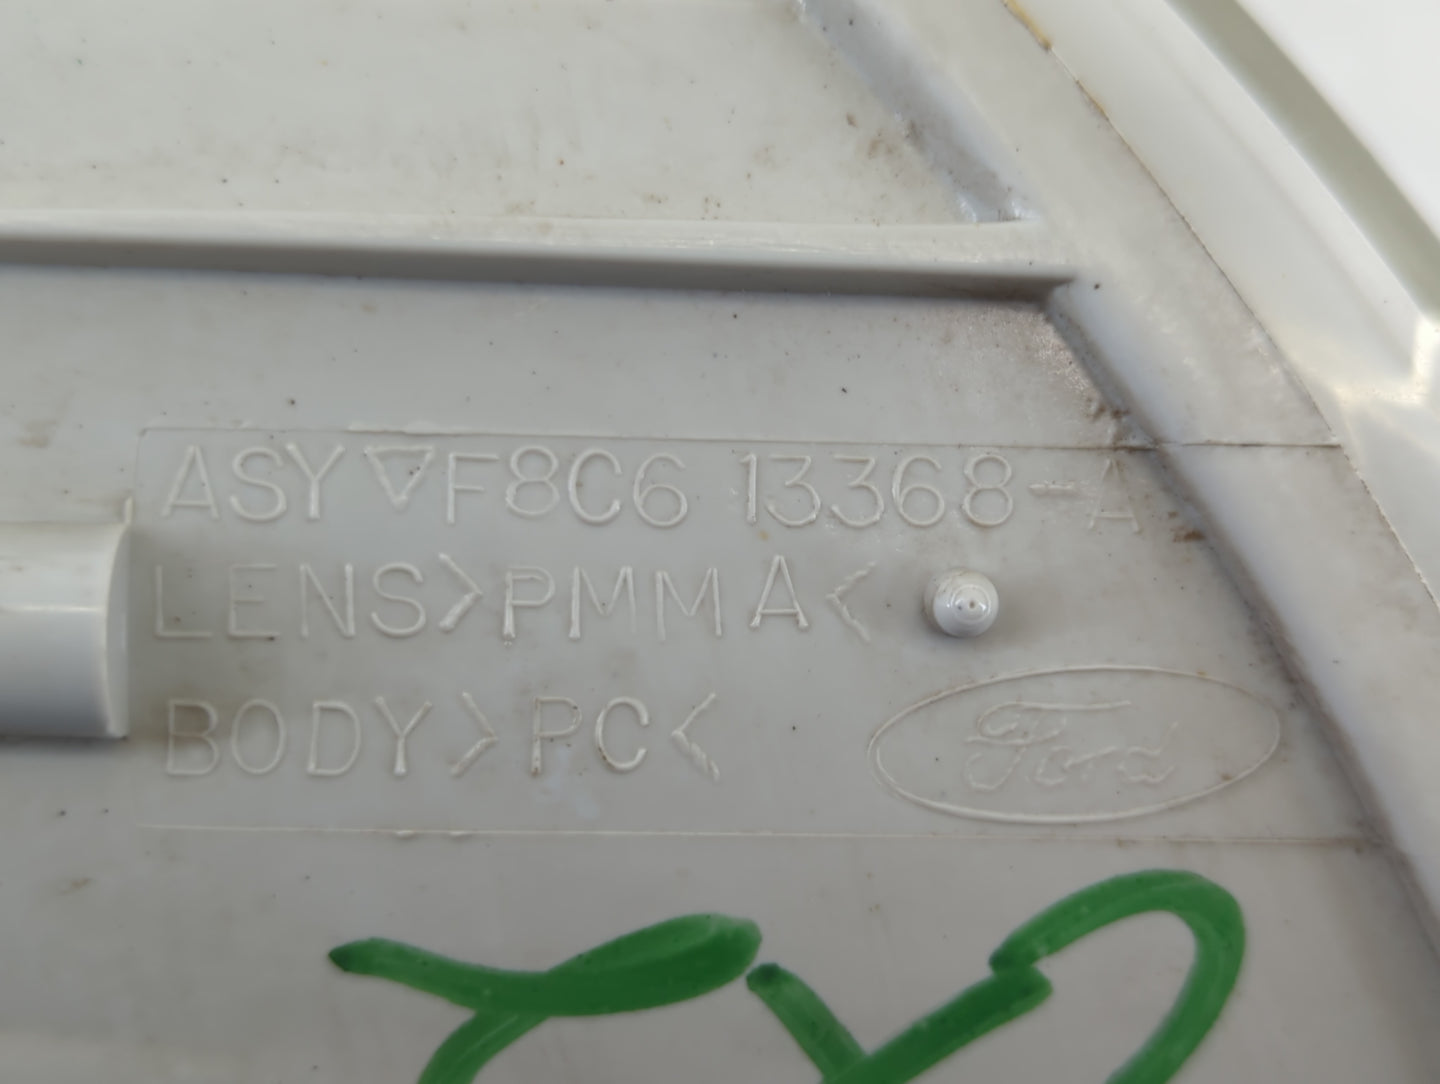 ASY ▽ F8C6 13368-A
LENS >PMMA<
BODY >PC<
Ford